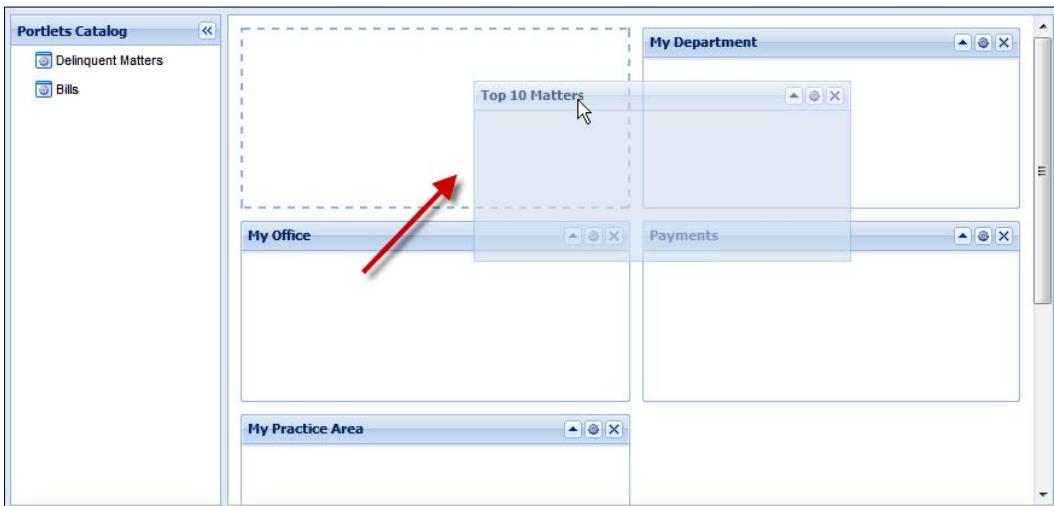 Portlets Catalog
Delinquent Matters
Bills
My Department
Top 10 Matters
My Office
Payments
My Practice Area